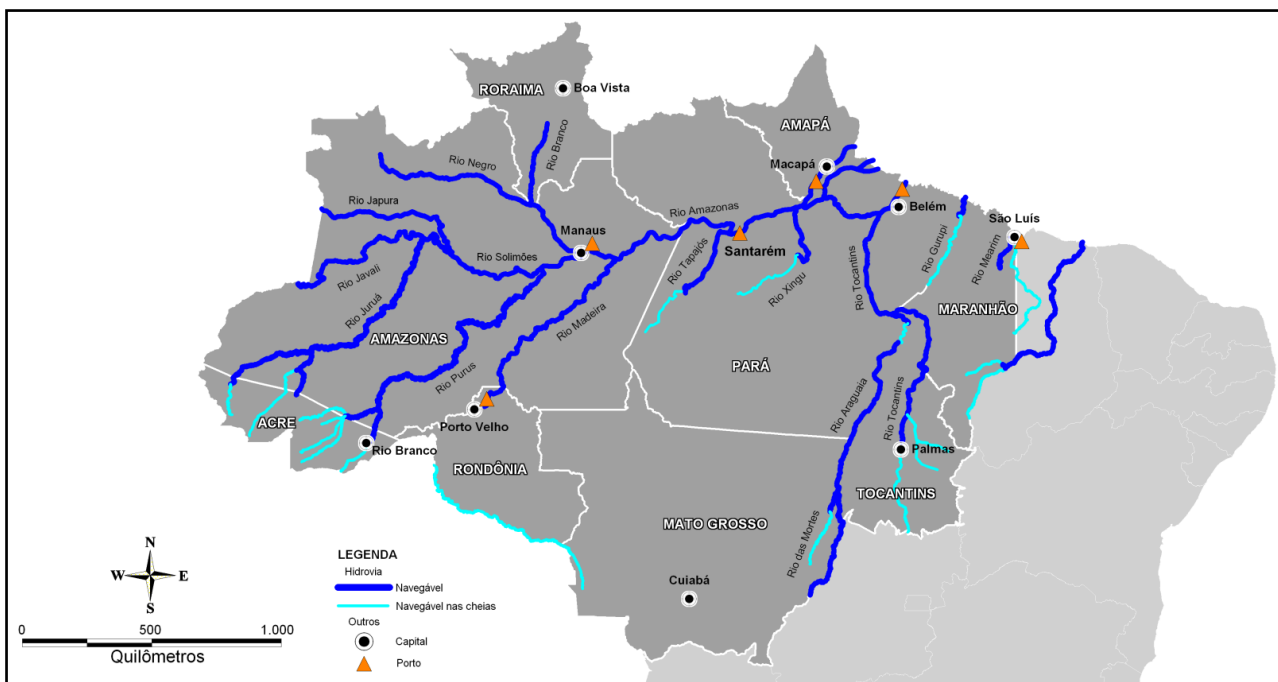 RORAIMA
Boa Vista
AMAPÁ
Rio Branco
Macapá
Rio Negro
Rio Japura
Rio Amazonas
Belém
São Luís
Manaus
Santarém
Rio Gurupi
Rio Mearim
Rio Javali
Rio Solimões
Rio Tapajós
Rio Xingu
Rio Tocantins
Rio Juruá
Rio Madeira
MARANHÃO
AMAZONAS
PARÁ
Rio Purus
Rio Araguaia
Rio Tocantins
ACRE
Porto Velho
Rio Branco
Palmas
RONDÔNIA
TOCANTINS
MATO GROSSO
Rio das Mortes
Cuiabá
N
W
E
S
0
500
1.000
Quilômetros
LEGENDA
Hidrovia
Navegável
Navegável nas cheias
Outros
Capital
Porto